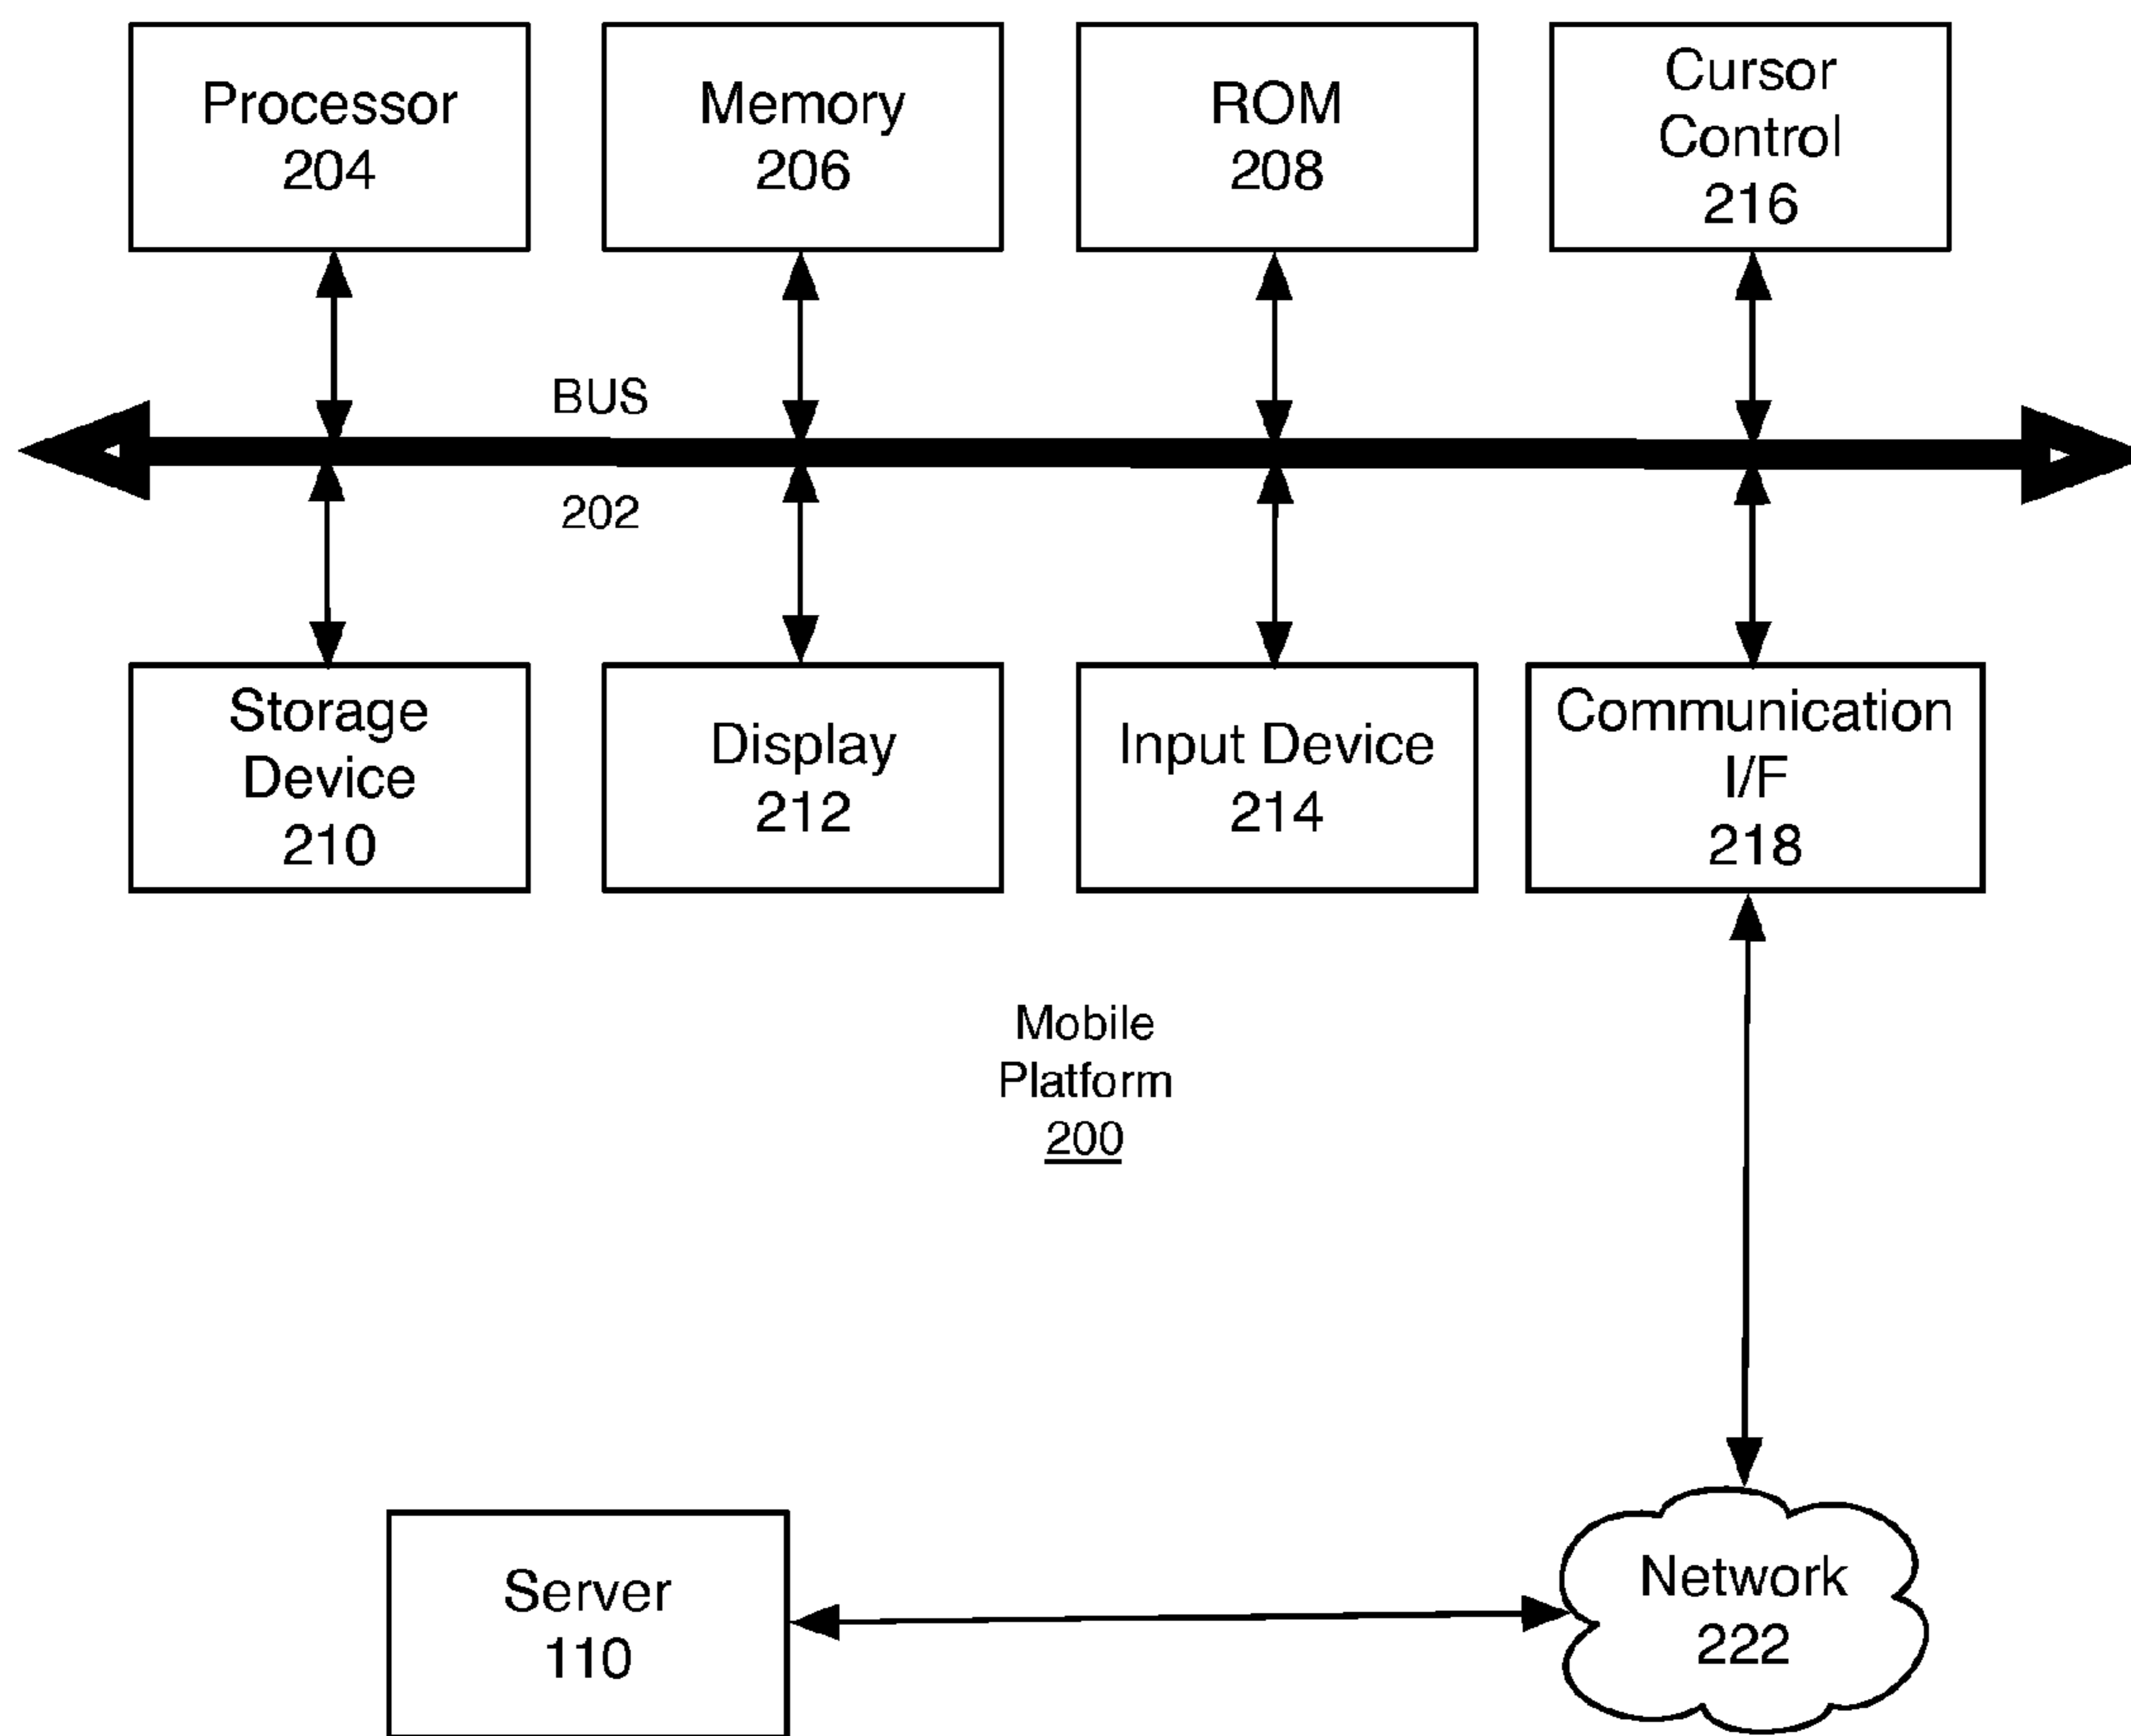 Processor
204
Memory
206
ROM
208
Cursor
Control
216
BUS
202
Storage
Device
210
Display
212
Input Device
214
Communication
I/F
218
Mobile
Platform
200
Server
110
Network
222